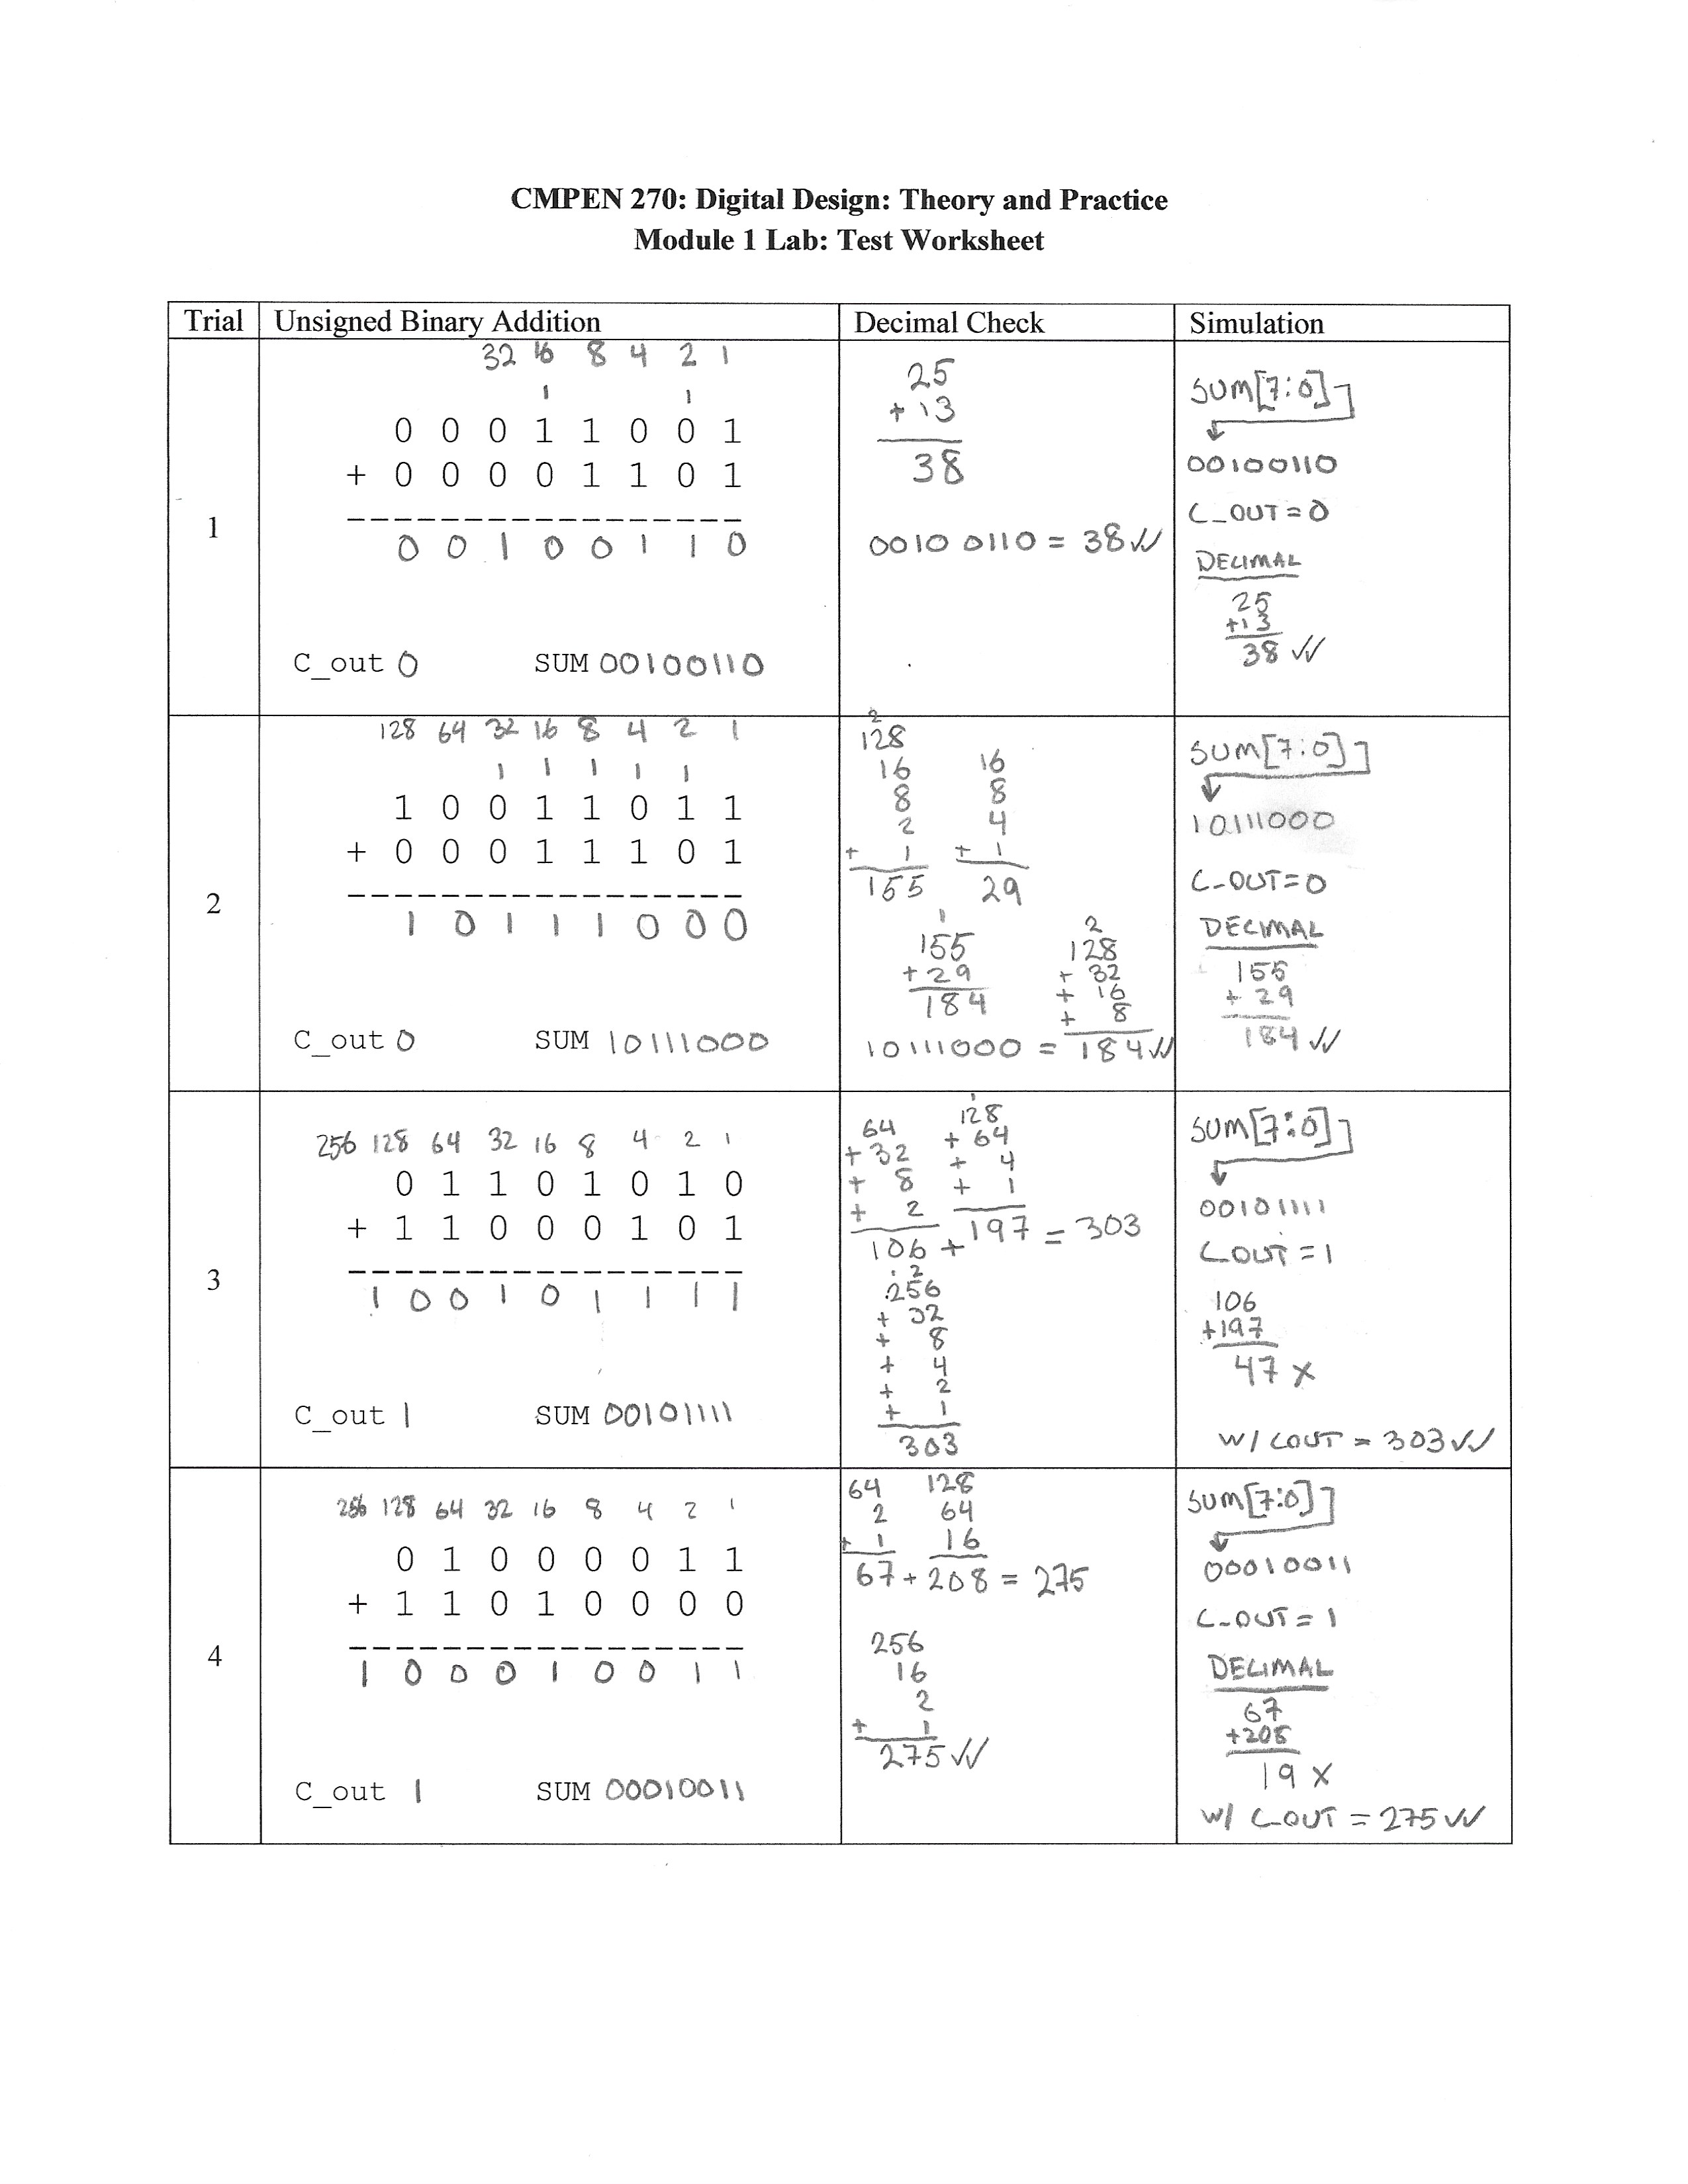 CMPEN 270: Digital Design: Theory and Practice
Module 1 Lab: Test Worksheet
Trial Unsigned Binary Addition Decimal Check Simulation
1
32 16 8 4 2 1
1 1
0 0 0 1 1 0 0 1
+ 0 0 0 0 1 1 0 1
0 0 1 0 0 1 1 0
C_out 0 SUM 00100110
25
+ 13
38
0010 0110 = 38 ✓✓
SUM[7:0]
00100110
C_OUT = 0
DECIMAL
25
+13
38 ✓✓
2
128 64 32 16 8 4 2 1
1 1 1 1 1
1 0 0 1 1 0 1 1
+ 0 0 0 1 1 1 0 1
1 0 1 1 1 0 0 0
C_out 0 SUM 10111000
2
128
16
8
2
+ 1
155
16
8
4
+ 1
29
1
155
+ 29
184
2
128
+ 32
+ 16
+ 8
10111000 = 184 ✓✓
SUM[7:0]
10111000
C_OUT=0
DECIMAL
155
+ 29
184 ✓✓
3
256 128 64 32 16 8 4 2 1
0 1 1 0 1 0 1 0
+ 1 1 0 0 0 1 0 1
1 0 0 1 0 1 1 1 1
C_out 1 SUM 00101111
64
+ 32
+ 8
+ 2
1
128
+ 64
+ 4
+ 1
106 + 197 = 303
2
256
+ 32
+ 8
+ 4
+ 2
+ 1
303
SUM[7:0]
00101111
COUT = 1
106
+197
47 X
W/ COUT = 303 ✓✓
4
256 128 64 32 16 8 4 2 1
0 1 0 0 0 0 1 1
+ 1 1 0 1 0 0 0 0
1 0 0 0 1 0 0 1 1
C_out 1 SUM 00010011
64
2
+ 1
128
64
16
67 + 208 = 275
256
16
2
+ 1
275 ✓✓
SUM[7:0]
00010011
C_OUT = 1
DECIMAL
67
+208
19 X
W/ C_OUT = 275 ✓✓